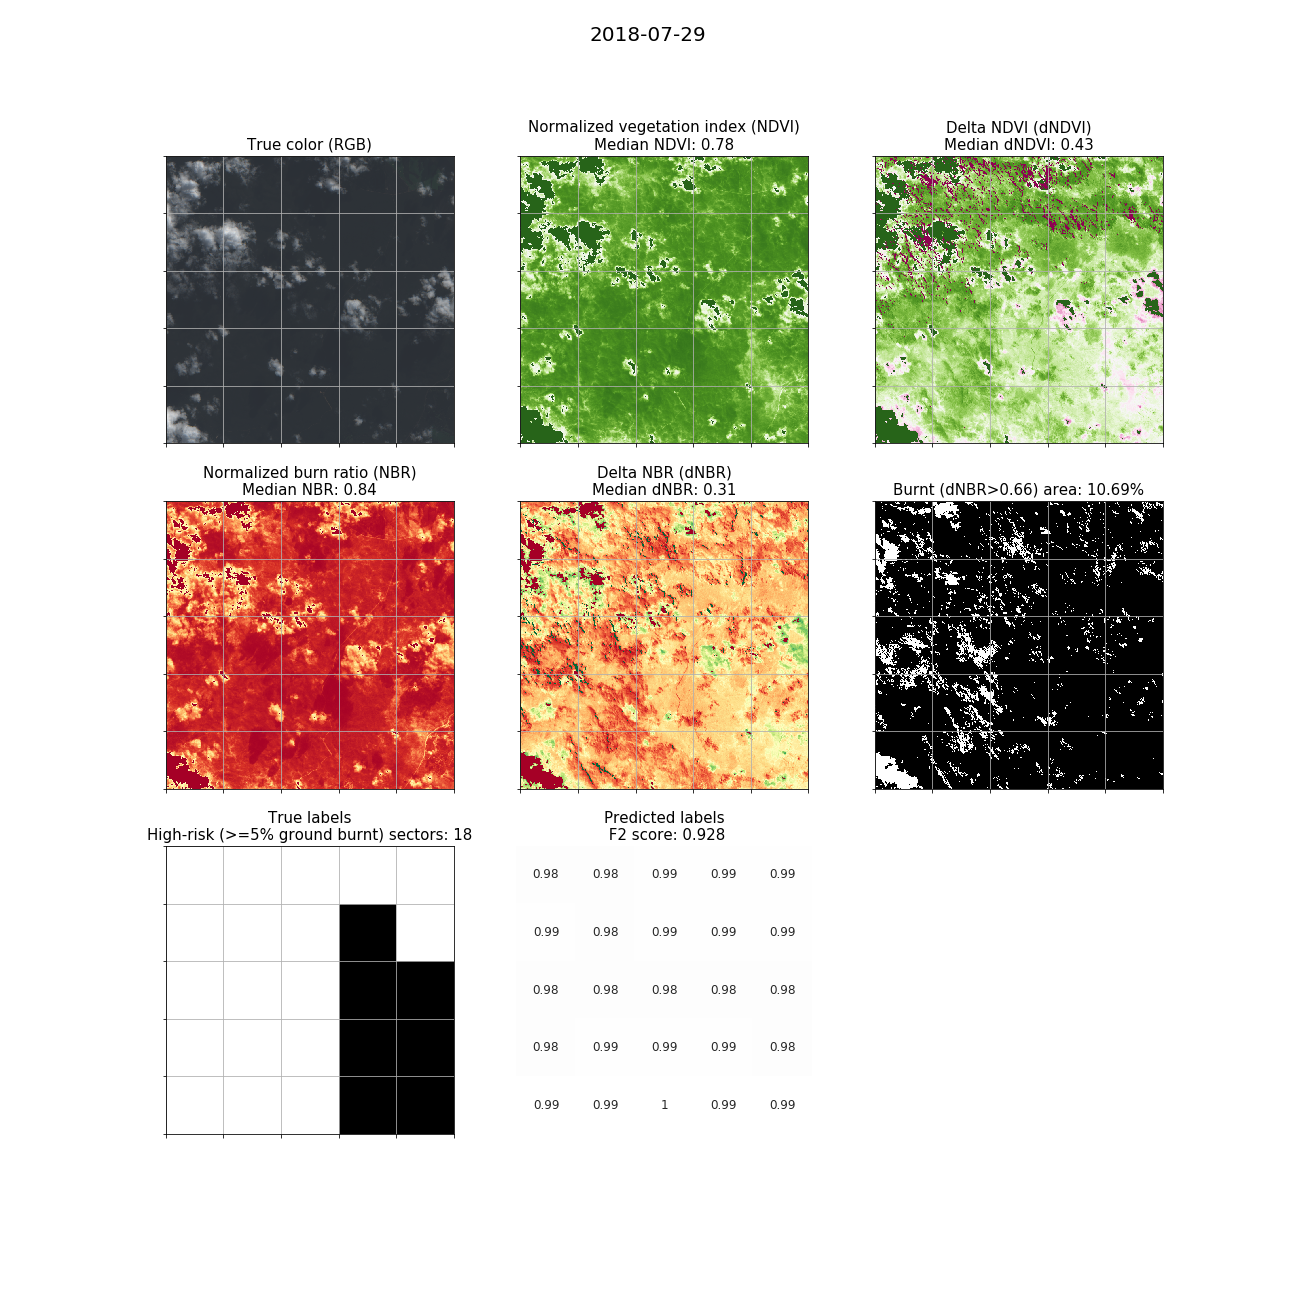 2018-07-29
True color (RGB)
Normalized vegetation index (NDVI)
Median NDVI: 0.78
Delta NDVI (dNDVI)
Median dNDVI: 0.43
Normalized burn ratio (NBR)
Median NBR: 0.84
Delta NBR (dNBR)
Median dNBR: 0.31
Burnt (dNBR>0.66) area: 10.69%
True labels
High-risk (>=5% ground burnt) sectors: 18
Predicted labels
F2 score: 0.928
0.98 0.98 0.99 0.99 0.99
0.99 0.98 0.99 0.99 0.99
0.98 0.98 0.98 0.98 0.98
0.98 0.99 0.99 0.99 0.98
0.99 0.99 1 0.99 0.99